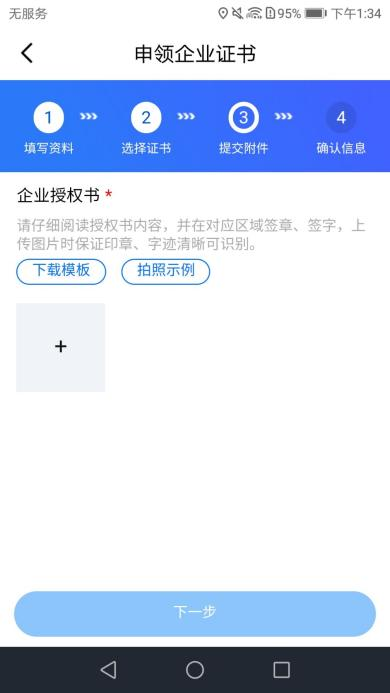 无服务 95% 下午1:34
申领企业证书
1 2 3 4
填写资料 选择证书 提交附件 确认信息
企业授权书 *
请仔细阅读授权书内容，并在对应区域签章、签字，上
传图片时保证印章、字迹清晰可识别。
下载模板 拍照示例
+
下一步